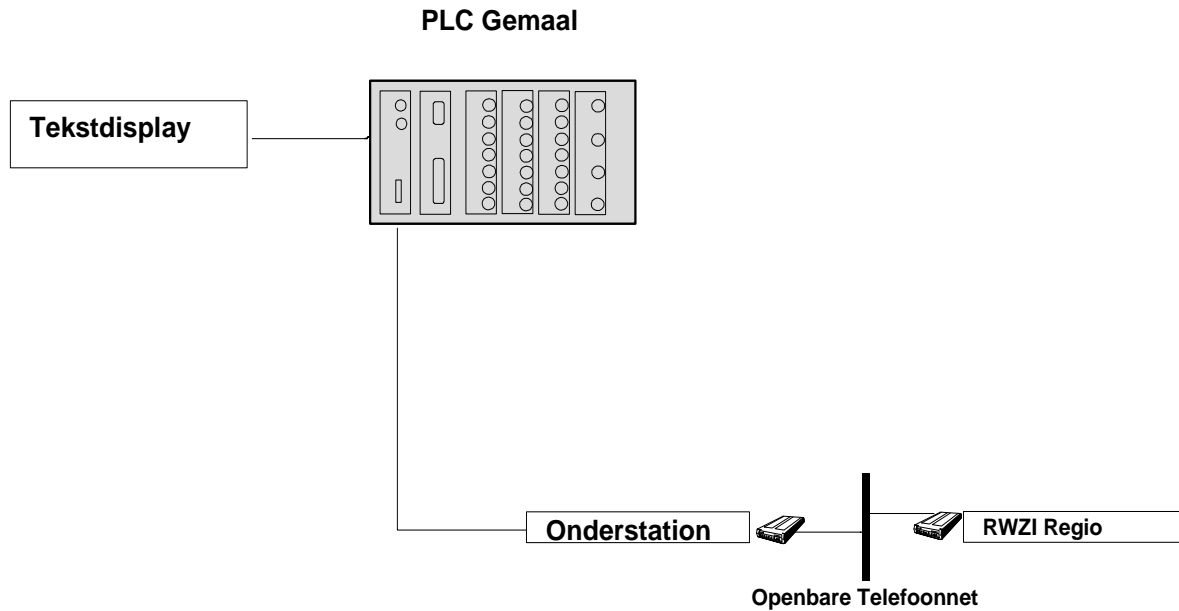 PLC Gemaal
Tekstdisplay
Onderstation
RWZI Regio
Openbare Telefoonnet